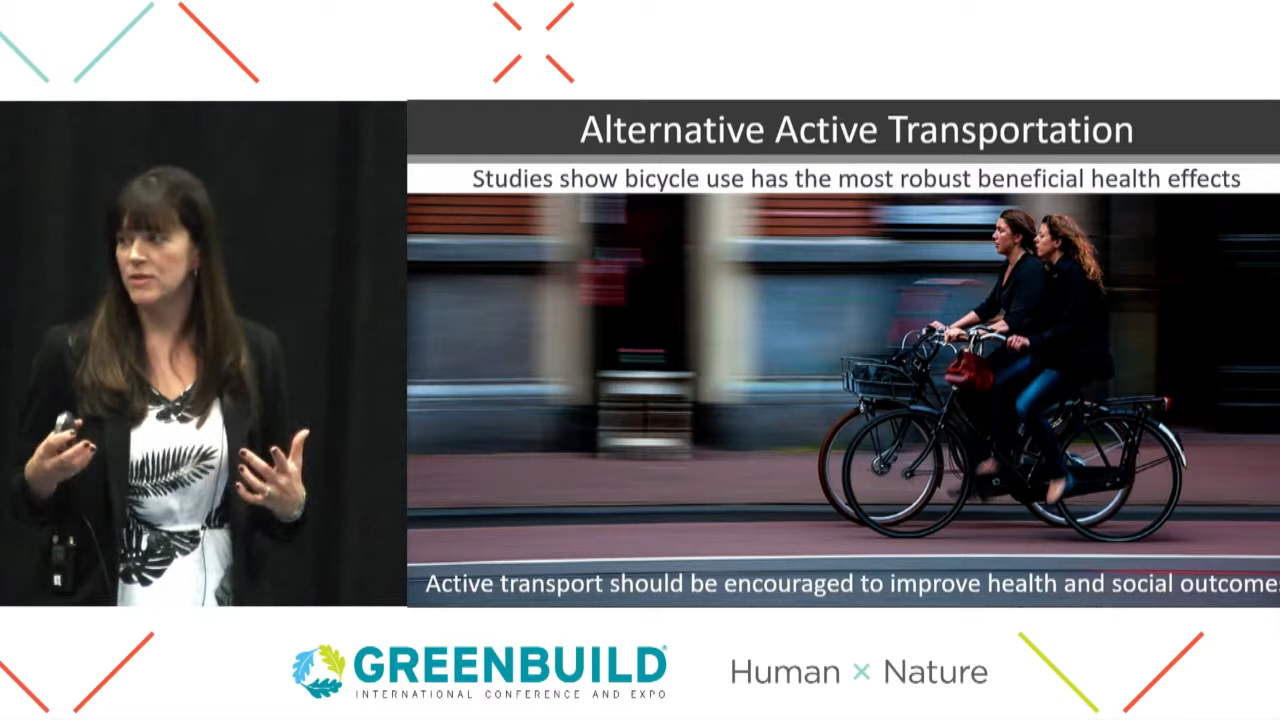 Alternative Active Transportation
Studies show bicycle use has the most robust beneficial health effects
Active transport should be encouraged to improve health and social outcomes
GREENBUILD®
INTERNATIONAL CONFERENCE AND EXPO
Human × Nature